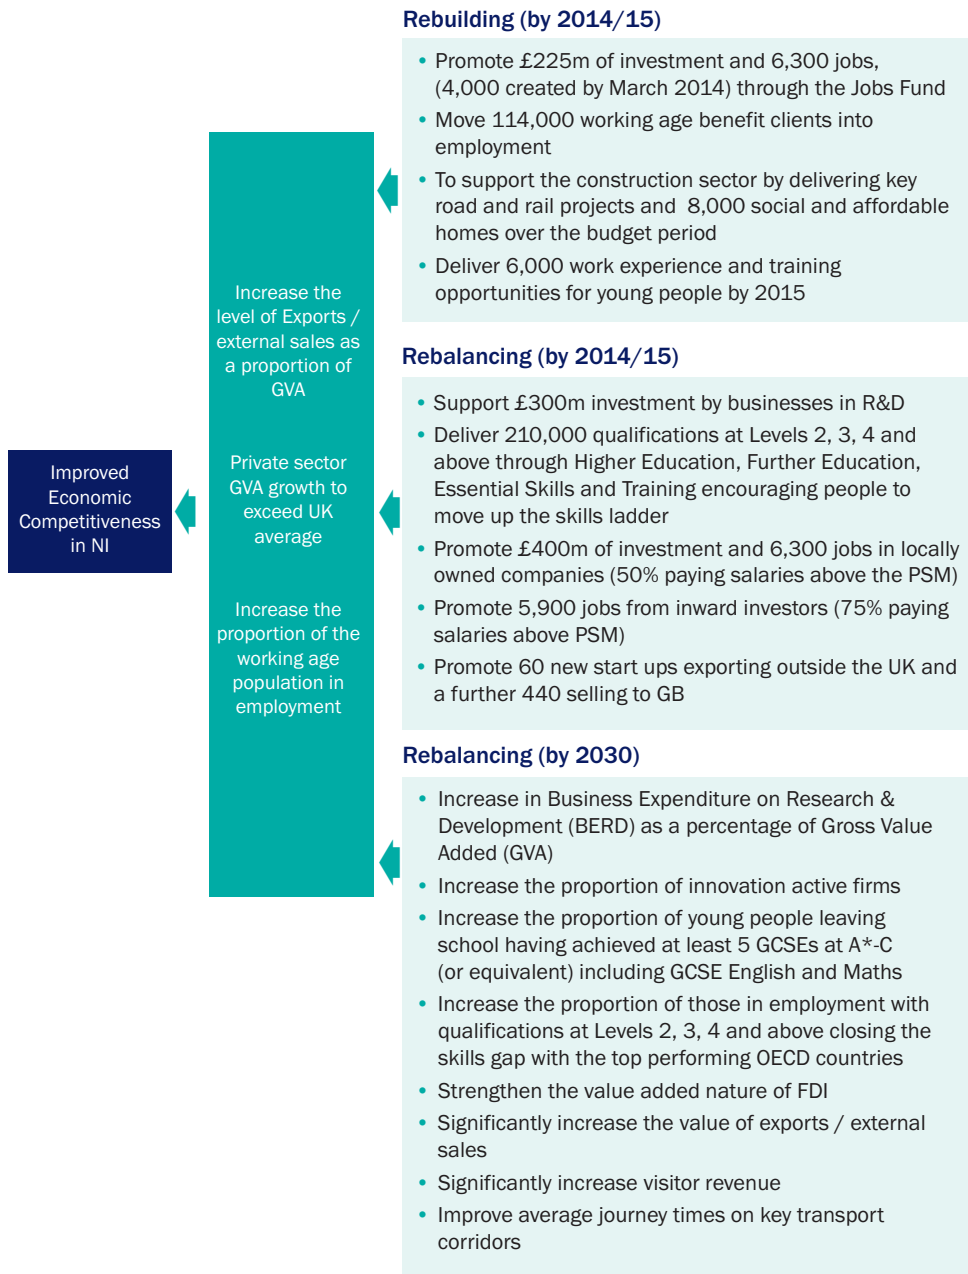 Rebuilding (by 2014/15)
• Promote £225m of investment and 6,300 jobs,
(4,000 created by March 2014) through the Jobs Fund
• Move 114,000 working age benefit clients into
employment
• To support the construction sector by delivering key
road and rail projects and 8,000 social and affordable
homes over the budget period
• Deliver 6,000 work experience and training
opportunities for young people by 2015
Rebalancing (by 2014/15)
• Support £300m investment by businesses in R&D
• Deliver 210,000 qualifications at Levels 2, 3, 4 and
above through Higher Education, Further Education,
Essential Skills and Training encouraging people to
move up the skills ladder
• Promote £400m of investment and 6,300 jobs in locally
owned companies (50% paying salaries above the PSM)
• Promote 5,900 jobs from inward investors (75% paying
salaries above PSM)
• Promote 60 new start ups exporting outside the UK and
a further 440 selling to GB
Rebalancing (by 2030)
• Increase in Business Expenditure on Research &
Development (BERD) as a percentage of Gross Value
Added (GVA)
• Increase the proportion of innovation active firms
• Increase the proportion of young people leaving
school having achieved at least 5 GCSEs at A*-C
(or equivalent) including GCSE English and Maths
• Increase the proportion of those in employment with
qualifications at Levels 2, 3, 4 and above closing the
skills gap with the top performing OECD countries
• Strengthen the value added nature of FDI
• Significantly increase the value of exports / external
sales
• Significantly increase visitor revenue
• Improve average journey times on key transport
corridors
Increase the
level of Exports /
external sales as
a proportion of
GVA
Private sector
GVA growth to
exceed UK
average
Increase the
proportion of the
working age
population in
employment
Improved
Economic
Competitiveness
in NI